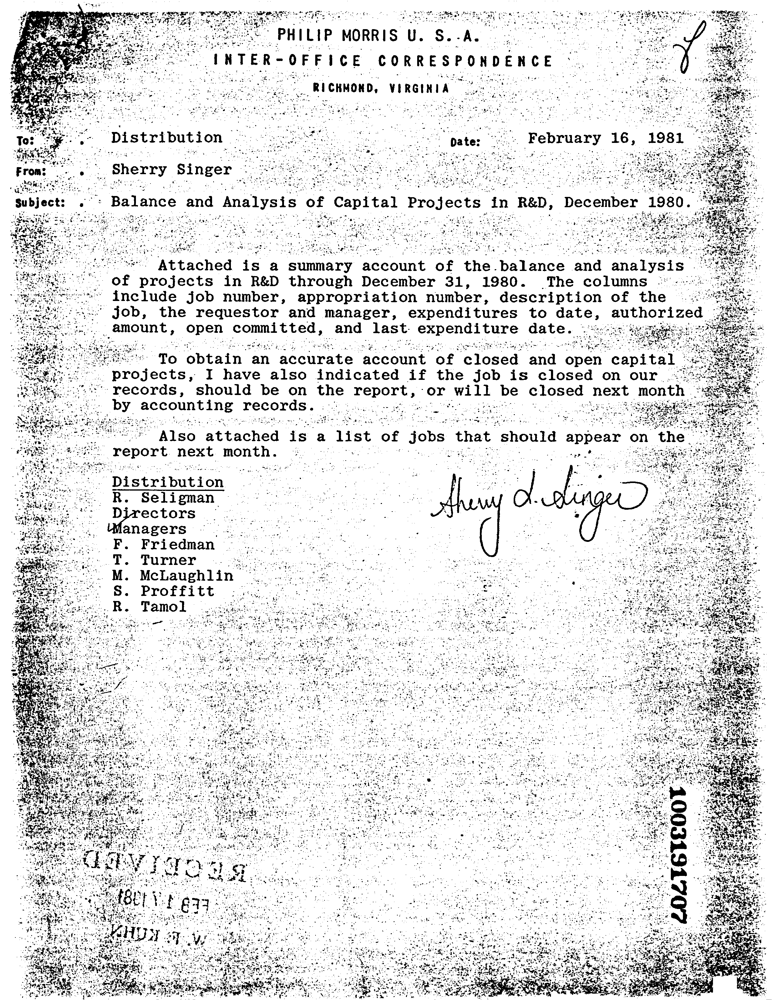 PHILIP MORRIS U. S. A.
INTER-OFFICE CORRESPONDENCE
RICHMOND, VIRGINIA
To: Distribution Date: February 16, 1981
From: Sherry Singer
Subject: Balance and Analysis of Capital Projects in R&D, December 1980.
Attached is a summary account of the balance and analysis
of projects in R&D through December 31, 1980. The columns
include job number, appropriation number, description of the
job, the requestor and manager, expenditures to date, authorized
amount, open committed, and last expenditure date.
To obtain an accurate account of closed and open capital
projects, I have also indicated if the job is closed on our
records, should be on the report, or will be closed next month
by accounting records.
Also attached is a list of jobs that should appear on the
report next month.
Distribution
R. Seligman
Directors
Managers
F. Friedman
T. Turner
M. McLaughlin
S. Proffitt
R. Tamol
Sherry L. Singer
1003191707
RECEIVED
FEB 17 1981
W. F. KUHN